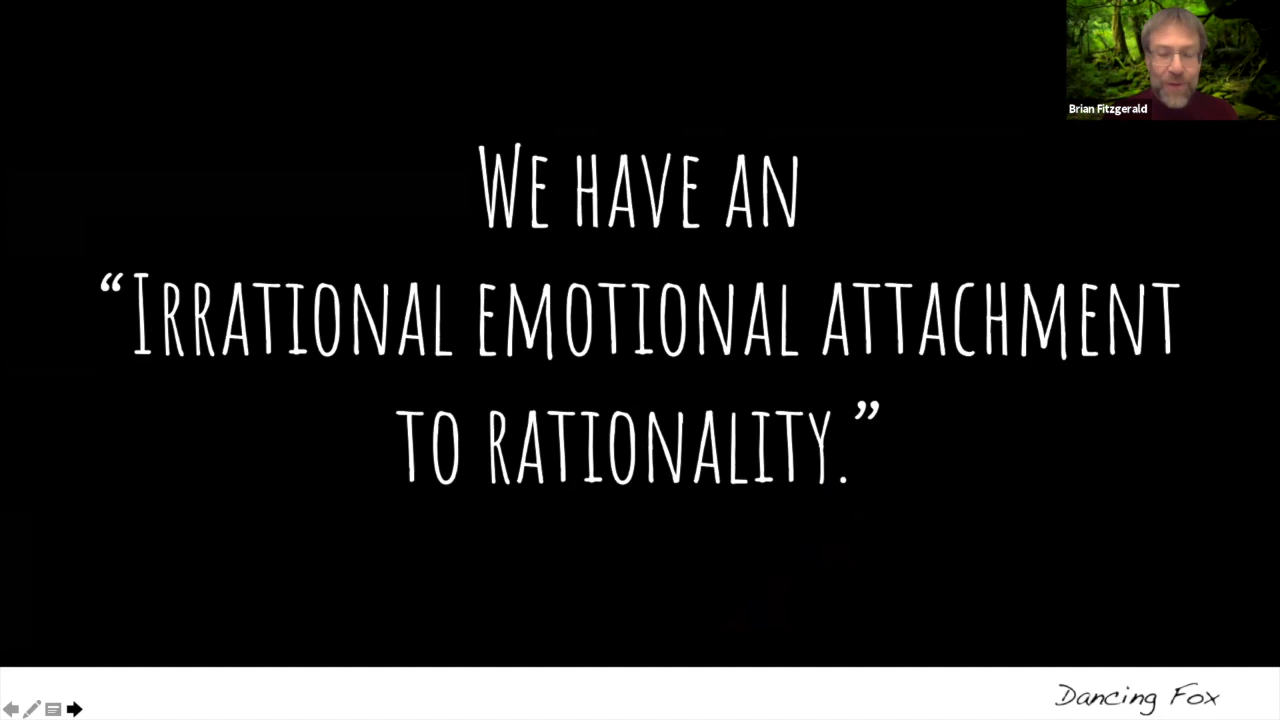 Brian Fitzgerald
We have an
“Irrational emotional attachment
to rationality.”
Dancing Fox